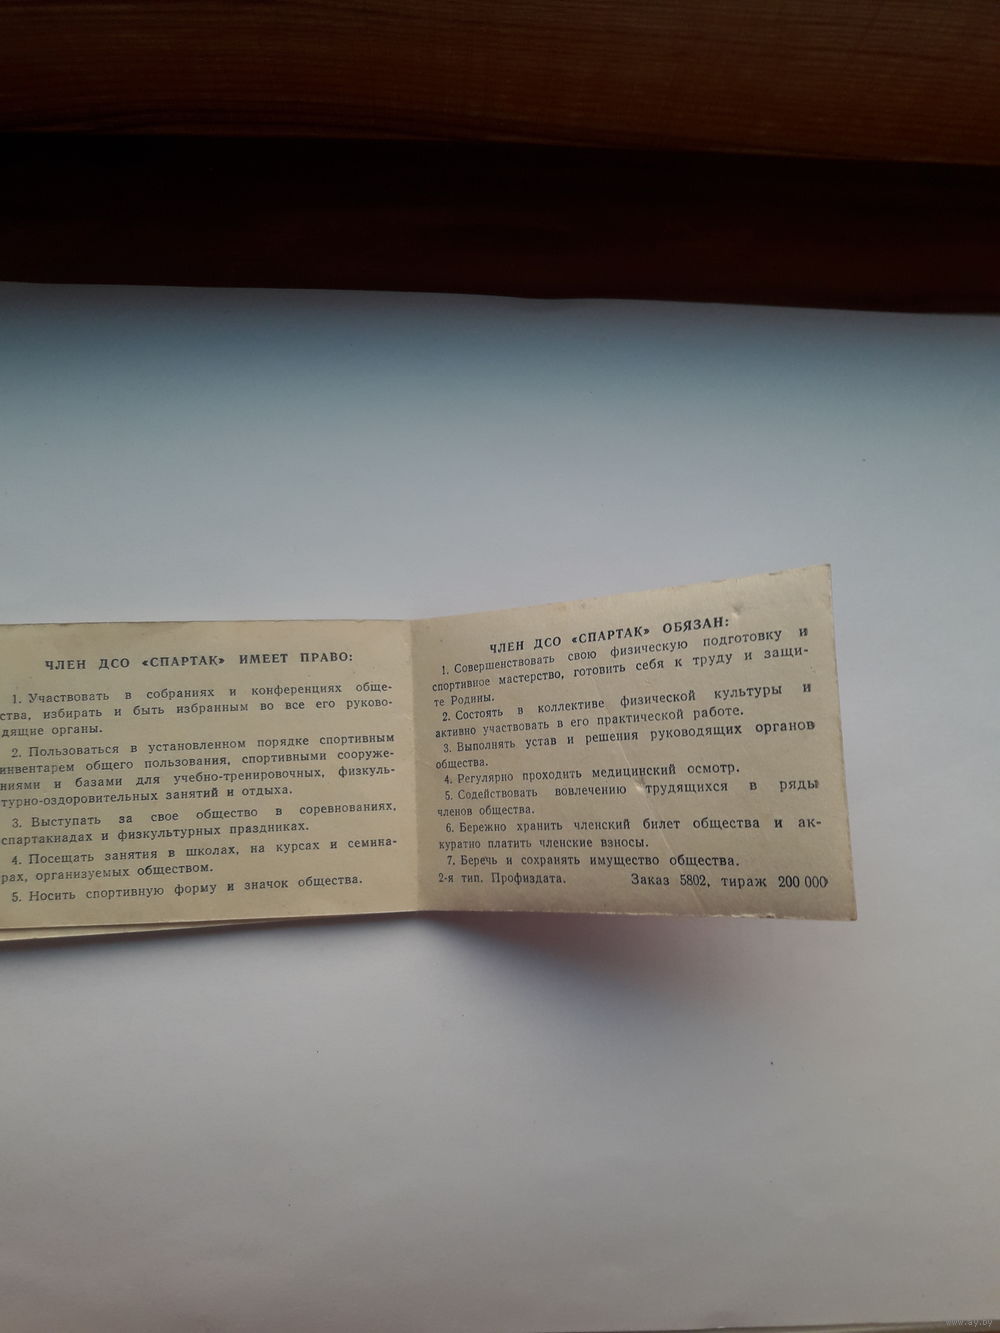 ЧЛЕН ДСО «СПАРТАК» ИМЕЕТ ПРАВО:
1. Участвовать в собраниях и конференциях обще-
ства, избирать и быть избранным во все его руково-
дящие органы.
2. Пользоваться в установленном порядке спортивным
инвентарем общего пользования, спортивными сооруже-
ниями и базами для учебно-тренировочных, физкуль-
турно-оздоровительных занятий и отдыха.
3. Выступать за свое общество в соревнованиях,
спартакиадах и физкультурных праздниках.
4. Посещать занятия в школах, на курсах и семина-
рах, организуемых обществом.
5. Носить спортивную форму и значок общества.
ЧЛЕН ДСО «СПАРТАК» ОБЯЗАН:
1. Совершенствовать свою физическую подготовку и
спортивное мастерство, готовить себя к труду и защи-
те Родины.
2. Состоять в коллективе физической культуры и
активно участвовать в его практической работе.
3. Выполнять устав и решения руководящих органов
общества.
4. Регулярно проходить медицинский осмотр.
5. Содействовать вовлечению трудящихся в ряды
членов общества.
6. Бережно хранить членский билет общества и ак-
куратно платить членские взносы.
7. Беречь и сохранять имущество общества.
2-я тип. Профиздата. Заказ 5802, тираж 200 000
www.ay.by